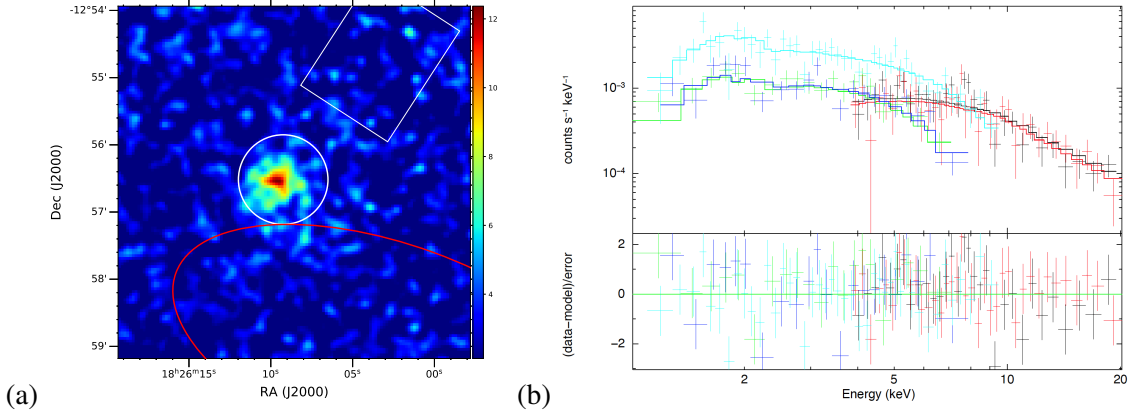 -12°54'
55'
56'
57'
58'
59'
Dec (J2000)
18ʰ26ᵐ15ˢ 10ˢ 05ˢ 00ˢ
RA (J2000)
12
10
8
6
4
(a)
counts s⁻¹ keV⁻¹
10⁻³
10⁻⁴
(data−model)/error
2
0
−2
2 5 10 20
Energy (keV)
(b)